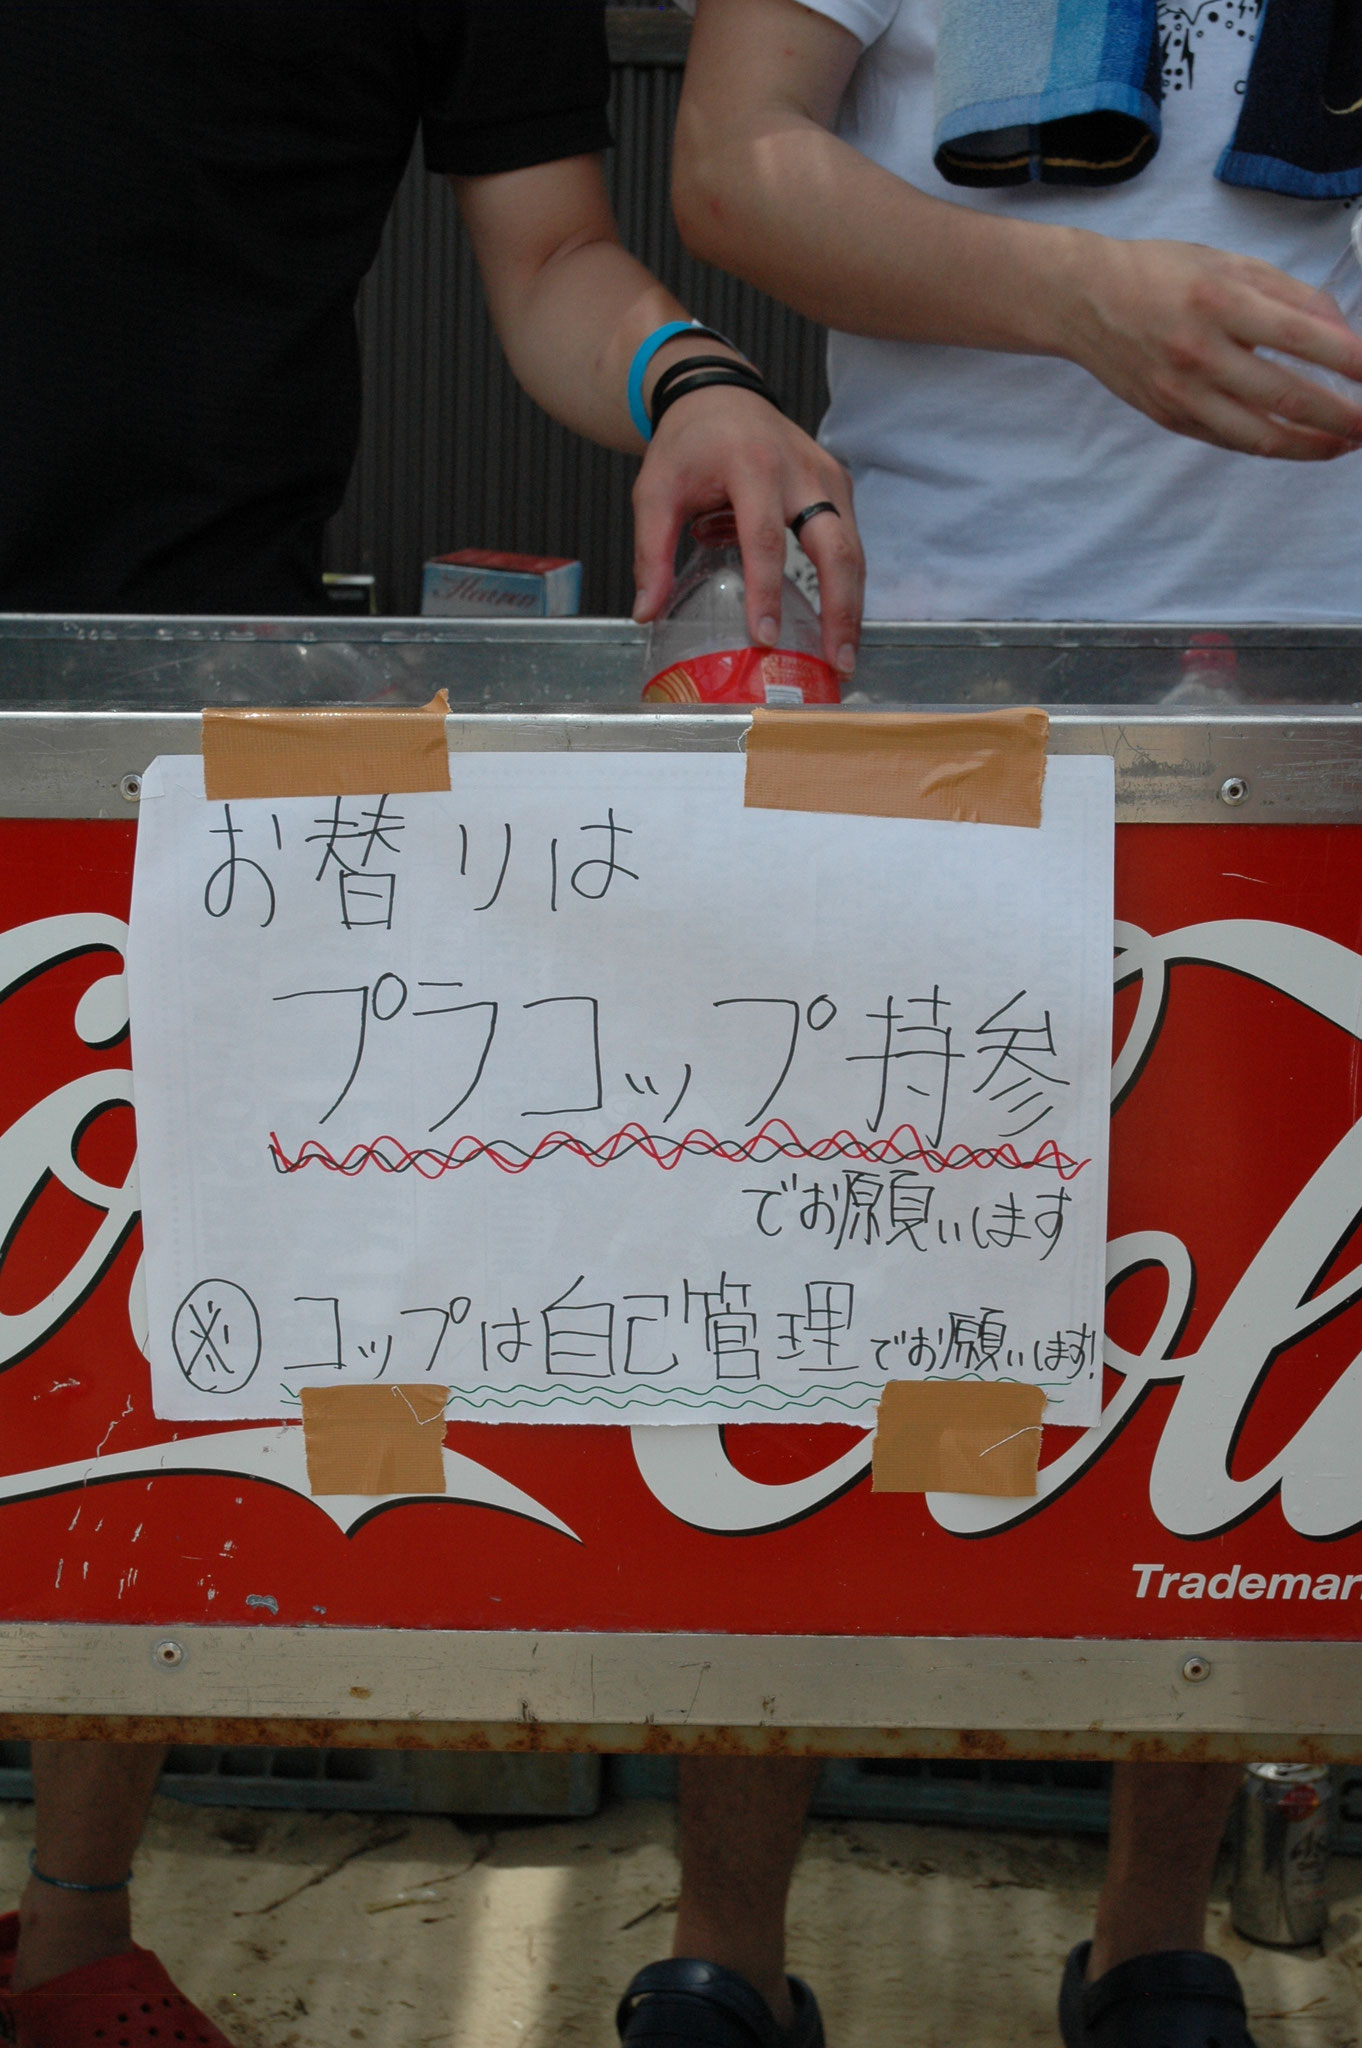 Heaven
お替りは
プラコップ持参
でお願いします
※ コップは自己管理でお願いします!
Trademar